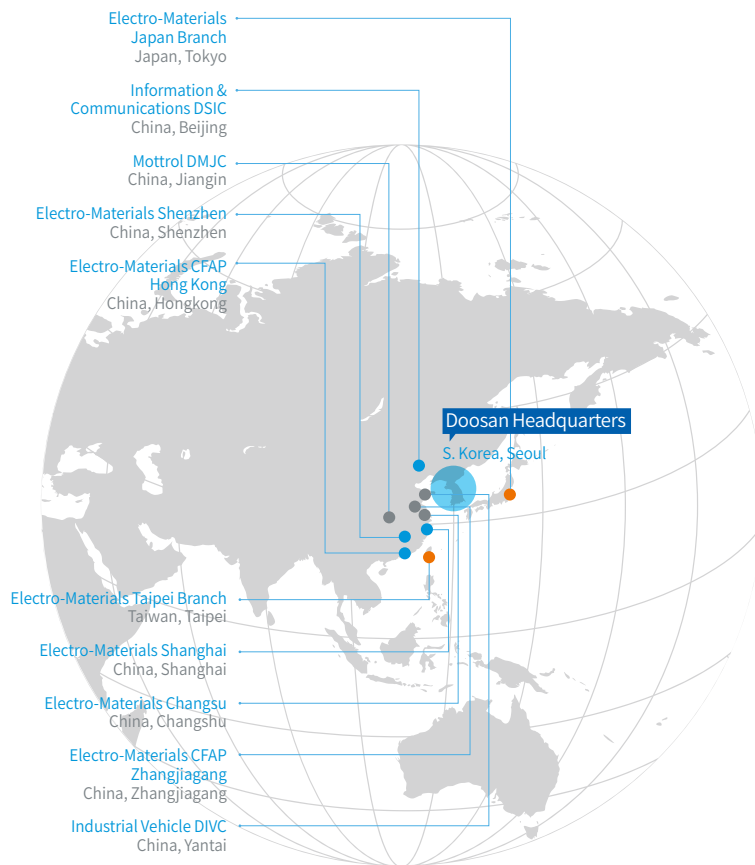 Electro-Materials
Japan Branch
Japan, Tokyo
Information &
Communications DSIC
China, Beijing
Mottrol DMJC
China, Jiangin
Electro-Materials Shenzhen
China, Shenzhen
Electro-Materials CFAP
Hong Kong
China, Hongkong
Doosan Headquarters
S. Korea, Seoul
Electro-Materials Taipei Branch
Taiwan, Taipei
Electro-Materials Shanghai
China, Shanghai
Electro-Materials Changsu
China, Changshu
Electro-Materials CFAP
Zhangjiagang
China, Zhangjiagang
Industrial Vehicle DIVC
China, Yantai